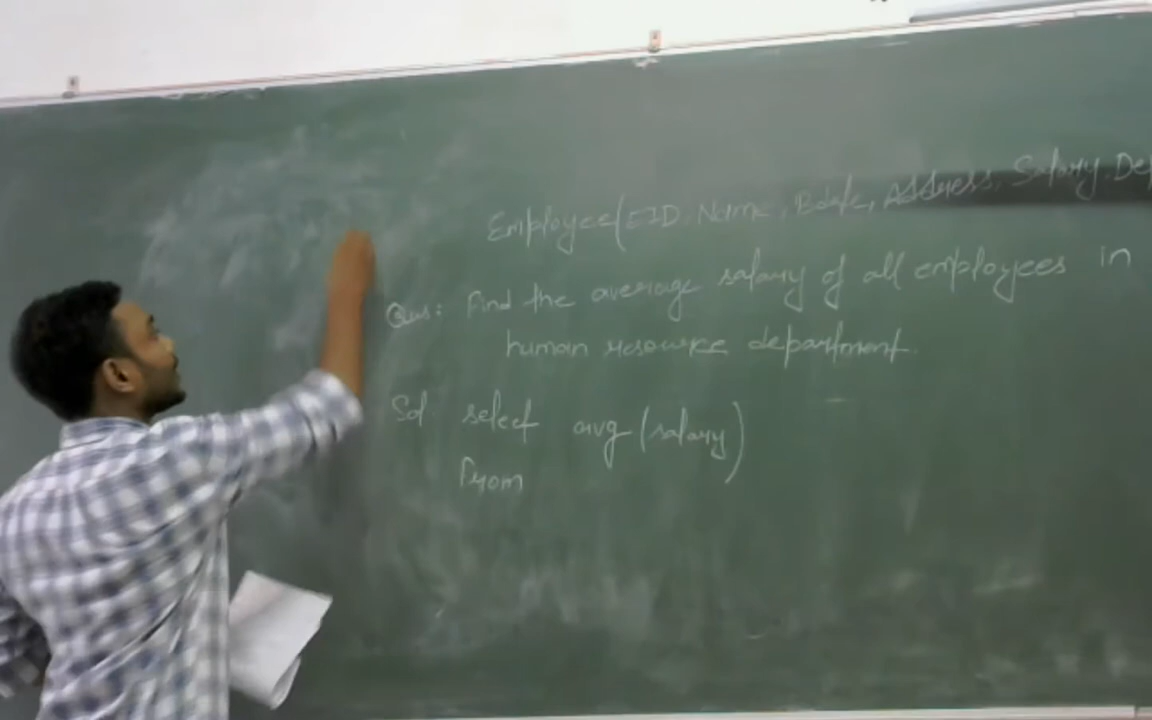 Employee(EID, Name, Bdate, Address, Salary, De
Ques: Find the average salary of all employees in
human resource department.
Sol select avg (salary)
From